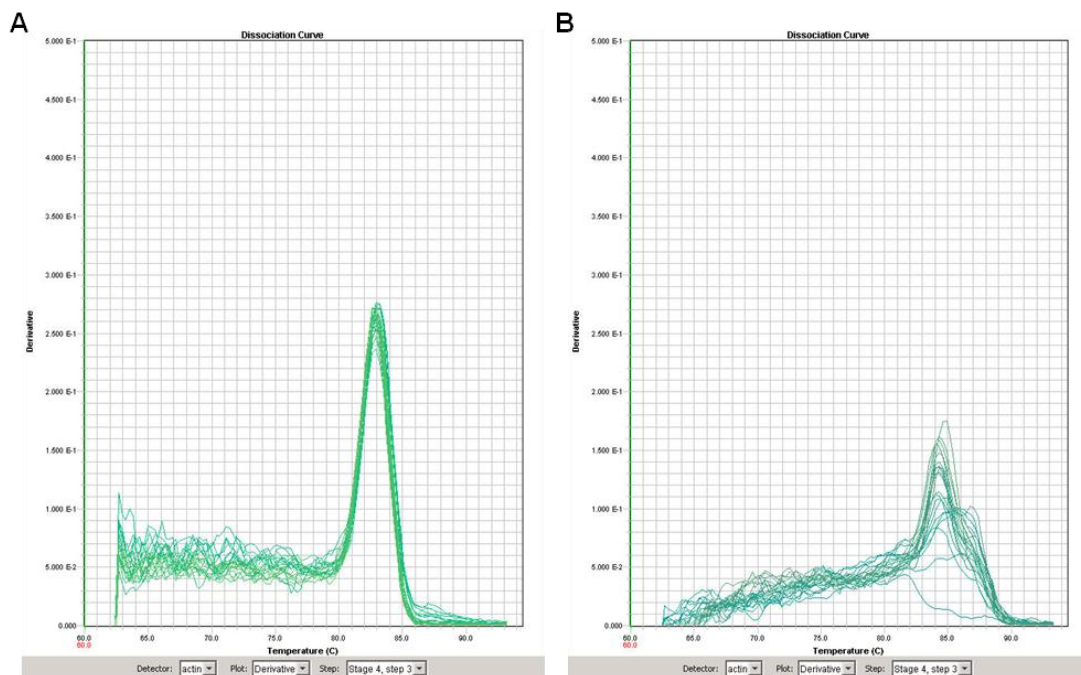 A
Dissociation Curve
5.000 E-1
4.500 E-1
4.000 E-1
3.500 E-1
3.000 E-1
2.500 E-1
2.000 E-1
1.500 E-1
1.000 E-1
5.000 E-2
0.000
Derivative
60.0 65.0 70.0 75.0 80.0 85.0 90.0
60.0
Temperature (C)
Detector: actin Plot: Derivative Step: Stage 4, step 3
B
Dissociation Curve
5.000 E-1
4.500 E-1
4.000 E-1
3.500 E-1
3.000 E-1
2.500 E-1
2.000 E-1
1.500 E-1
1.000 E-1
5.000 E-2
0.000
Derivative
60.0 65.0 70.0 75.0 80.0 85.0 90.0
60.0
Temperature (C)
Detector: actin Plot: Derivative Step: Stage 4, step 3